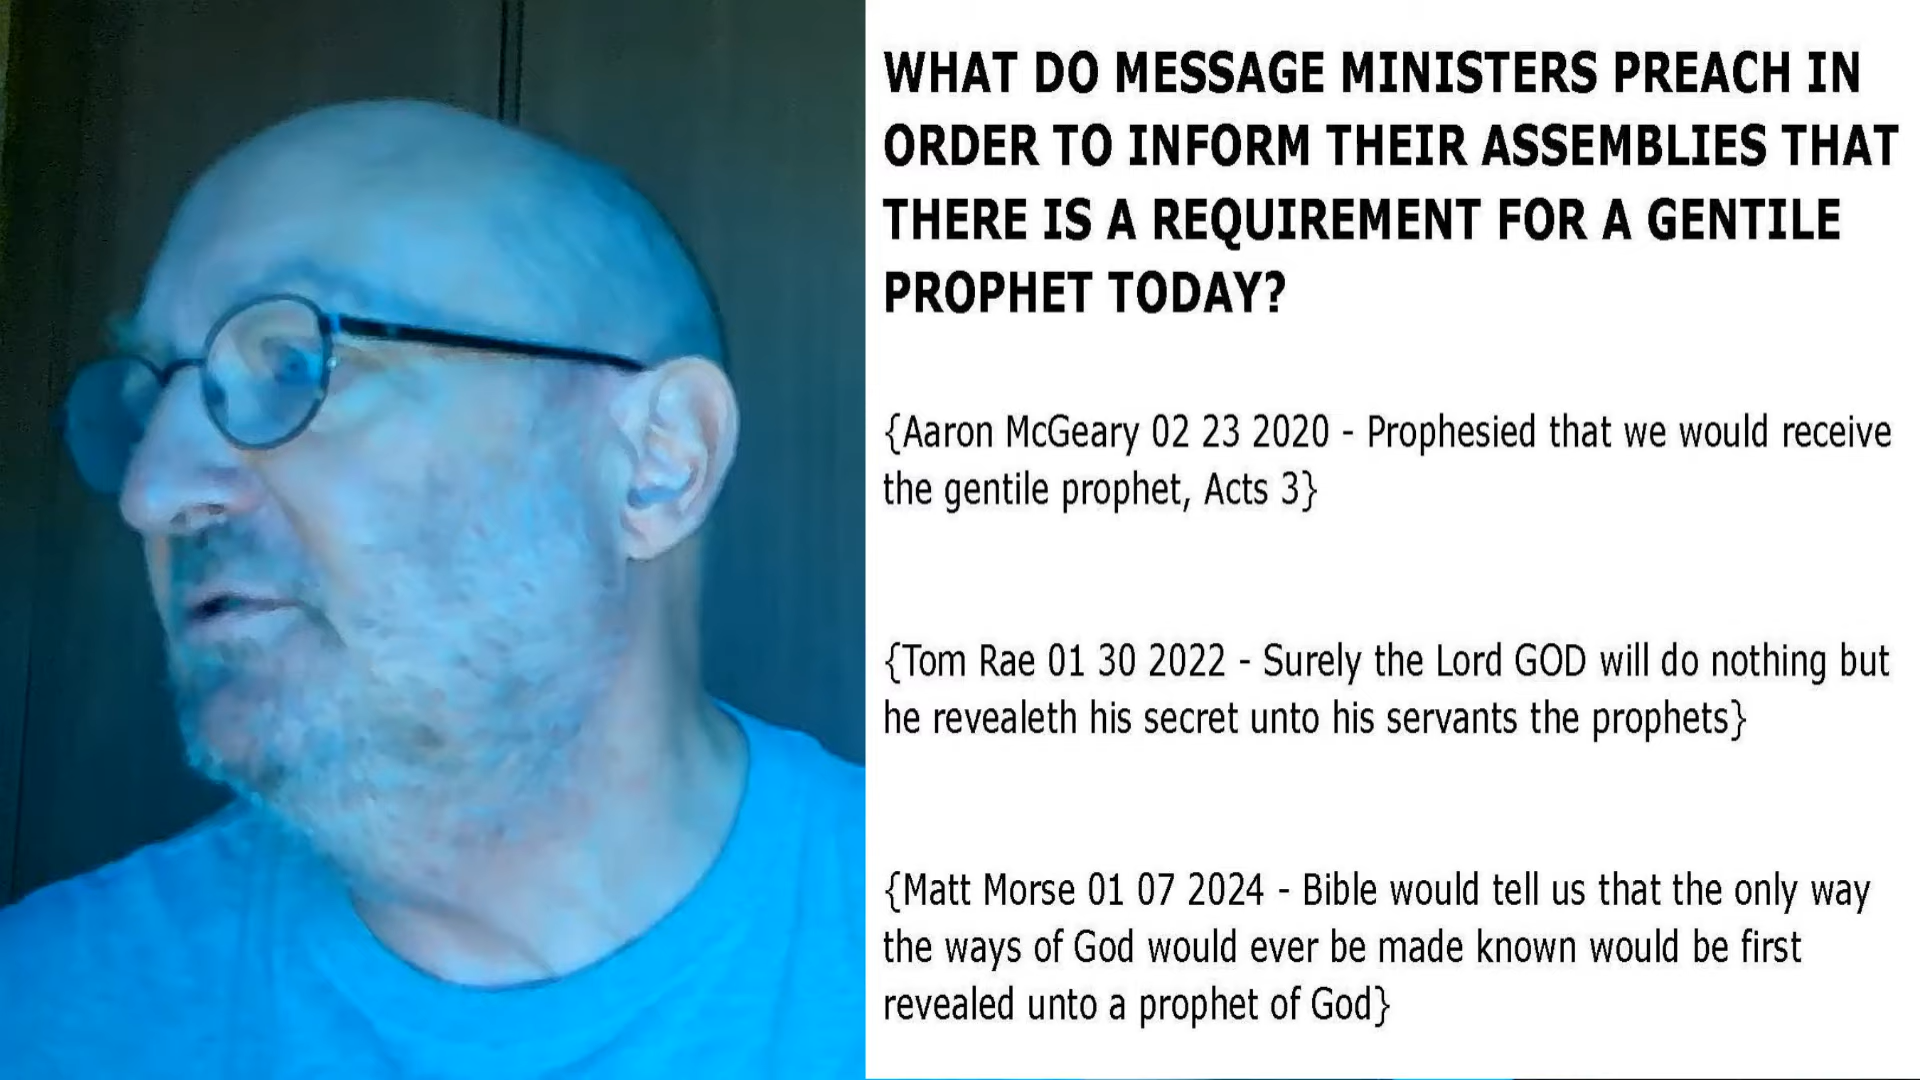 WHAT DO MESSAGE MINISTERS PREACH IN
ORDER TO INFORM THEIR ASSEMBLIES THAT
THERE IS A REQUIREMENT FOR A GENTILE
PROPHET TODAY?
{Aaron McGeary 02 23 2020 - Prophesied that we would receive
the gentile prophet, Acts 3}
{Tom Rae 01 30 2022 - Surely the Lord GOD will do nothing but
he revealeth his secret unto his servants the prophets}
{Matt Morse 01 07 2024 - Bible would tell us that the only way
the ways of God would ever be made known would be first
revealed unto a prophet of God}